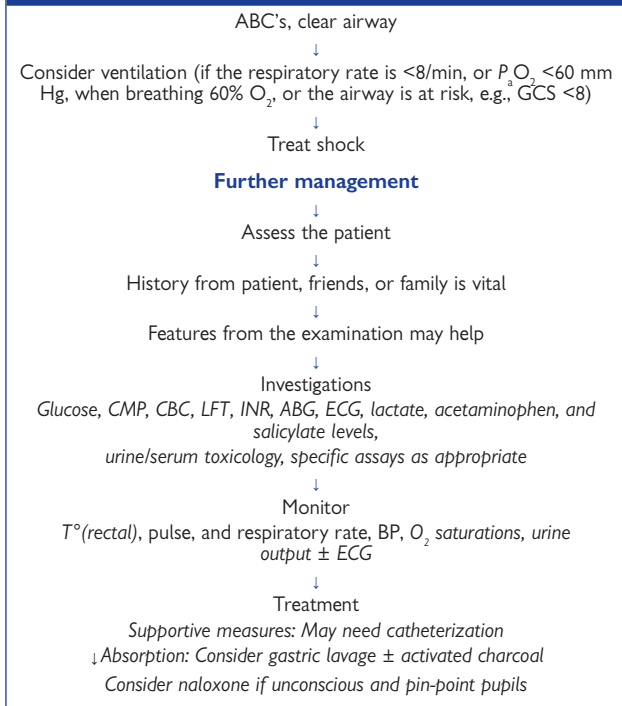 ABC's, clear airway
↓
Consider ventilation (if the respiratory rate is <8/min, or PaO2 <60 mm
Hg, when breathing 60% O2, or the airway is at risk, e.g., GCS <8)
↓
Treat shock
Further management
↓
Assess the patient
↓
History from patient, friends, or family is vital
↓
Features from the examination may help
↓
Investigations
Glucose, CMP, CBC, LFT, INR, ABG, ECG, lactate, acetaminophen, and
salicylate levels,
urine/serum toxicology, specific assays as appropriate
↓
Monitor
T°(rectal), pulse, and respiratory rate, BP, O2 saturations, urine
output ± ECG
↓
Treatment
Supportive measures: May need catheterization
↓Absorption: Consider gastric lavage ± activated charcoal
Consider naloxone if unconscious and pin-point pupils